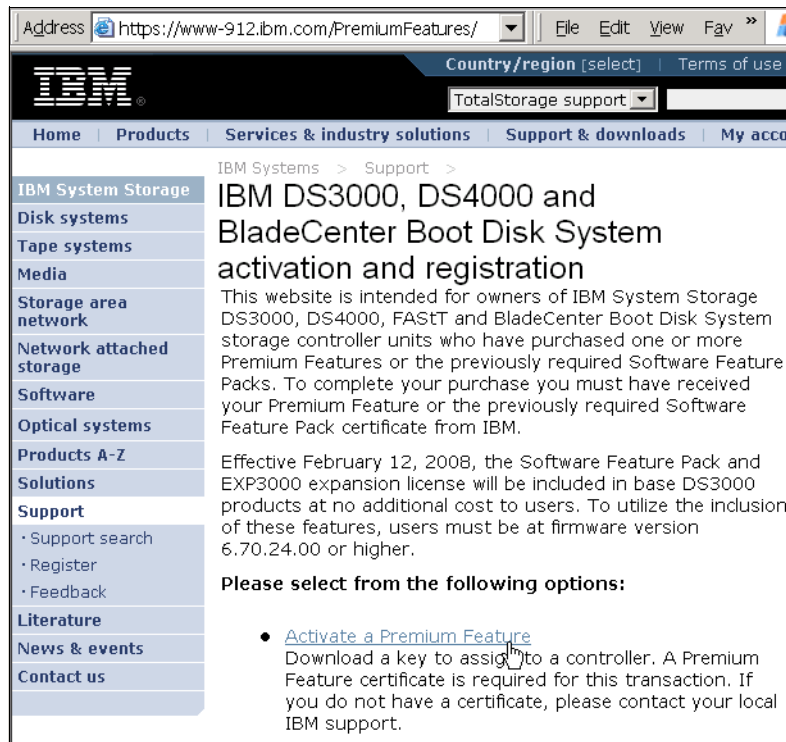 Address https://www-912.ibm.com/PremiumFeatures/ File Edit View Fav »
Country/region [select] | Terms of use
IBM®
TotalStorage support
Home | Products | Services & industry solutions | Support & downloads | My acco
IBM Systems > Support >
IBM System Storage
Disk systems
Tape systems
Media
Storage area
network
Network attached
storage
Software
Optical systems
Products A-Z
Solutions
Support
· Support search
· Register
· Feedback
Literature
News & events
Contact us
IBM DS3000, DS4000 and
BladeCenter Boot Disk System
activation and registration
This website is intended for owners of IBM System Storage
DS3000, DS4000, FAStT and BladeCenter Boot Disk System
storage controller units who have purchased one or more
Premium Features or the previously required Software Feature
Packs. To complete your purchase you must have received
your Premium Feature or the previously required Software
Feature Pack certificate from IBM.
Effective February 12, 2008, the Software Feature Pack and
EXP3000 expansion license will be included in base DS3000
products at no additional cost to users. To utilize the inclusion
of these features, users must be at firmware version
6.70.24.00 or higher.
Please select from the following options:
● Activate a Premium Feature
Download a key to assign to a controller. A Premium
Feature certificate is required for this transaction. If
you do not have a certificate, please contact your local
IBM support.